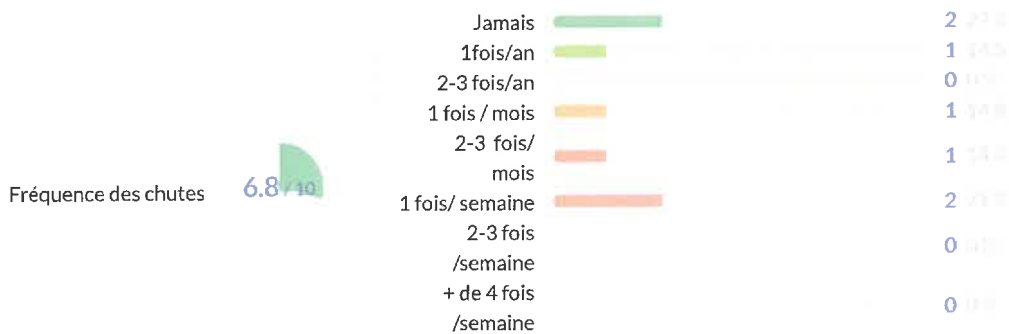 Jamais 2
1fois/an 1
2-3 fois/an 0
1 fois / mois 1
2-3 fois/
mois 1
Fréquence des chutes 6.8 / 10
1 fois/ semaine 2
2-3 fois
/semaine 0
+ de 4 fois
/semaine 0